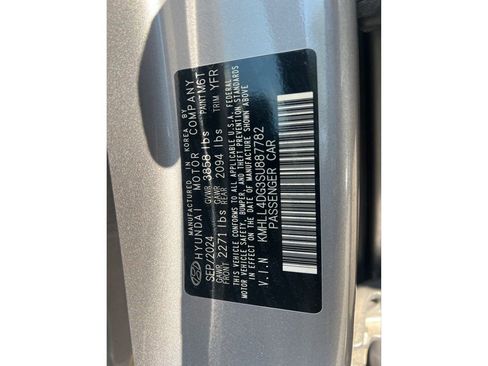 MANUFACTURED IN KOREA BY
HYUNDAI MOTOR COMPANY
SEP/2024 GVWR 3858 lbs PAINT M6T
GAWR FRONT 2271 lbs GAWR REAR 2094 lbs TRIM YFR
THIS VEHICLE CONFORMS TO ALL APPLICABLE U.S.A. FEDERAL
MOTOR VEHICLE SAFETY, BUMPER, AND THEFT PREVENTION STANDARDS
IN EFFECT ON THE DATE OF MANUFACTURE SHOWN ABOVE.
V.I.N KMHLL4DG3SU887782
PASSENGER CAR